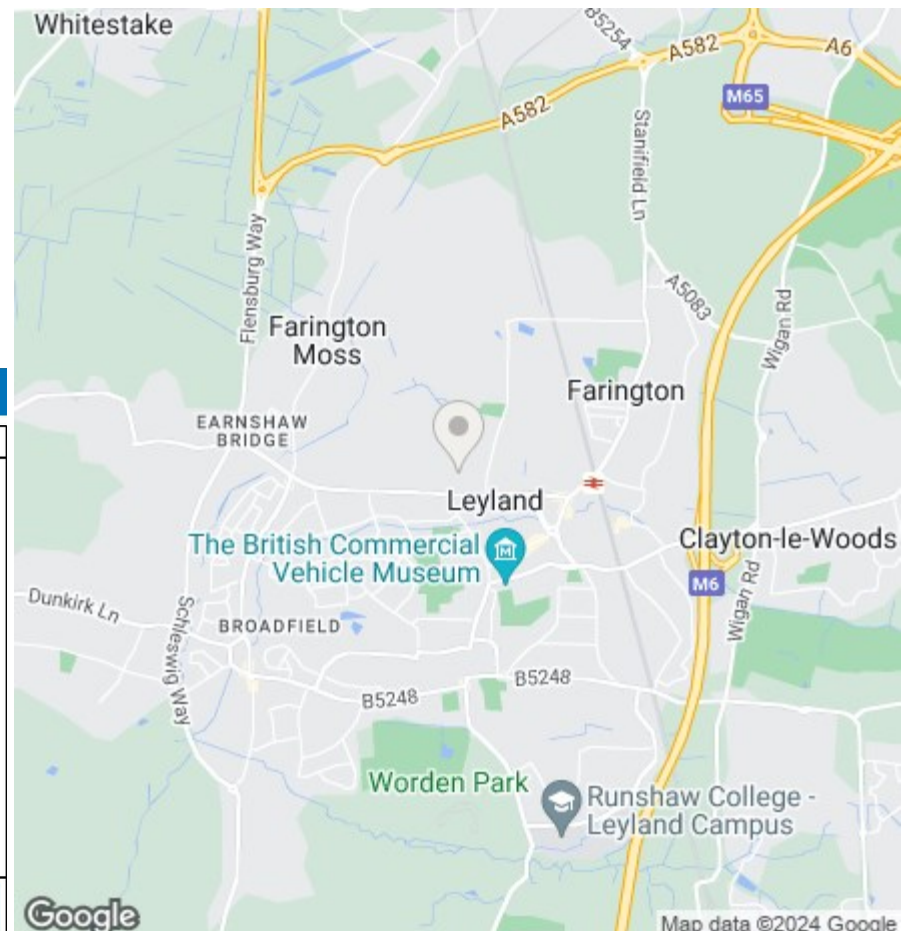 Whitestake
B5254
A582
A6
M65
A582
Stanifield Ln
Flensburg Way
A5083
Wigan Rd
Farington
Moss
Farington
EARNSHAW
BRIDGE
Leyland
The British Commercial
Vehicle Museum
M
Clayton-le-Woods
M6
Dunkirk Ln
Schleswig Way
BROADFIELD
Wigan Rd
B5248
B5248
Worden Park
Runshaw College -
Leyland Campus
Google
Map data ©2024 Google